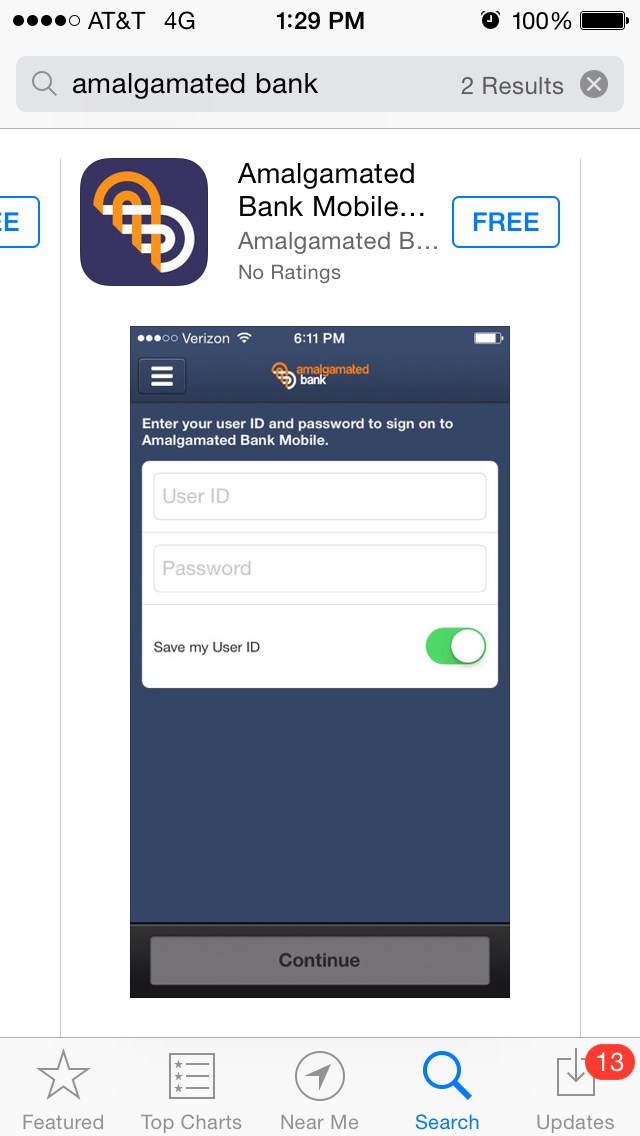 AT&T 4G 1:29 PM 100%
amalgamated bank 2 Results
Amalgamated
Bank Mobile...
EE FREE
Amalgamated B...
No Ratings
Verizon 6:11 PM
amalgamated
bank
Enter your user ID and password to sign on to
Amalgamated Bank Mobile.
User ID
Password
Save my User ID
Continue
13
Featured Top Charts Near Me Search Updates